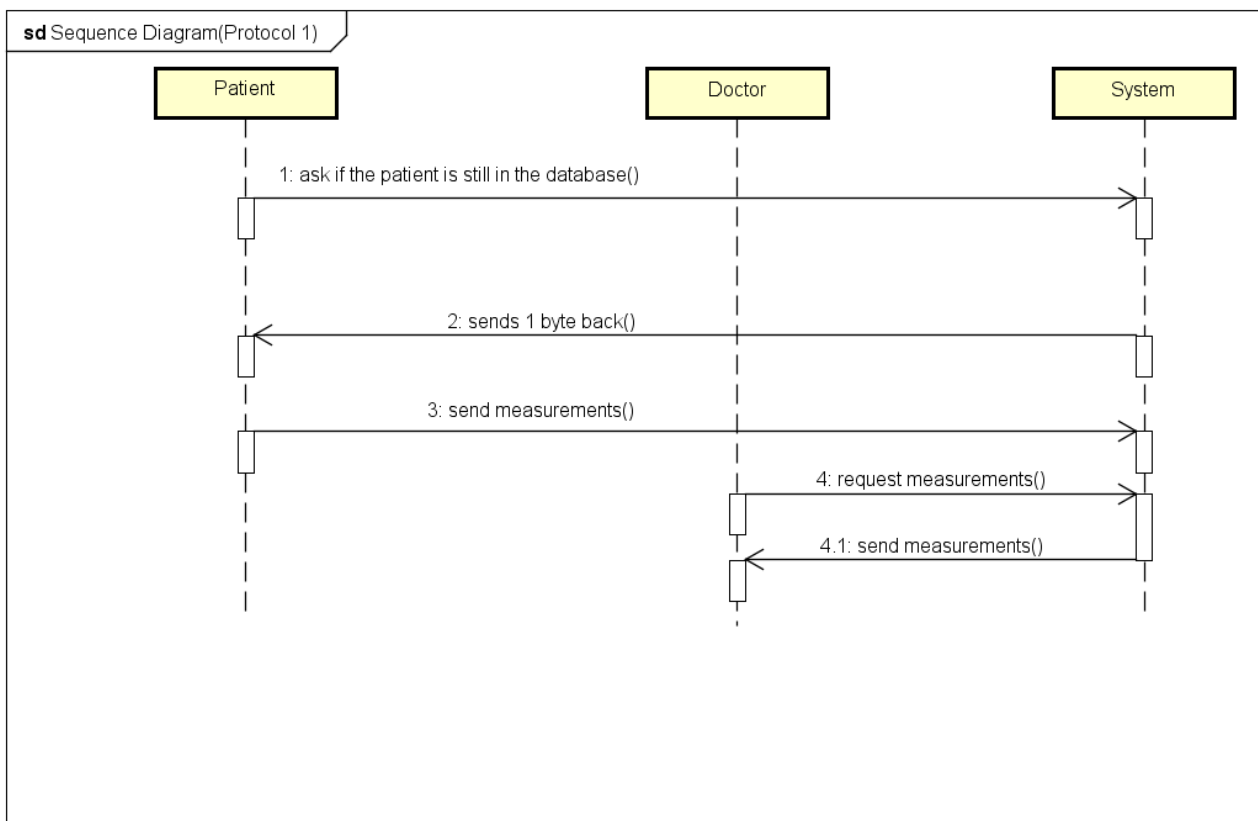 sd Sequence Diagram(Protocol 1)
Patient
Doctor
System
1: ask if the patient is still in the database()
2: sends 1 byte back()
3: send measurements()
4: request measurements()
4.1: send measurements()